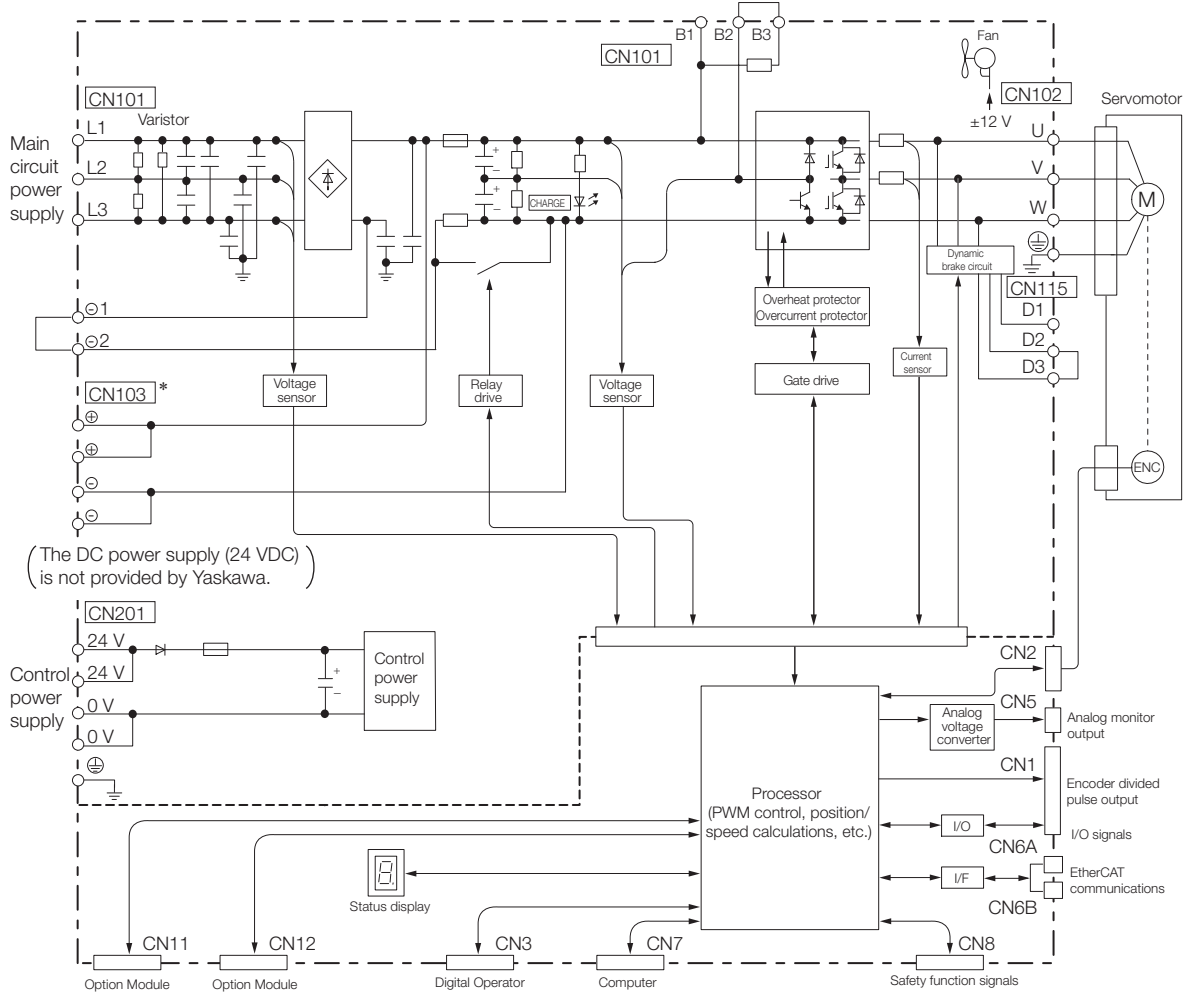 B1
B2
B3
CN101
Fan
±12 V
CN102
Servomotor
CN101
Varistor
Main
circuit
power
supply
L1
L2
L3
CHARGE
+
−
+
−
U
V
W
M
Dynamic
brake circuit
CN115
D1
D2
D3
⊖1
⊖2
Overheat protector
Overcurrent protector
Gate drive
Current
sensor
Voltage
sensor
Relay
drive
Voltage
sensor
CN103 *
⊕
⊕
⊖
⊖
ENC
(The DC power supply (24 VDC)
is not provided by Yaskawa.)
CN201
Control
power
supply
24 V
24 V
0 V
0 V
+
−
Control
power
supply
CN2
CN5
Analog
voltage
converter
Analog monitor
output
CN1
Encoder divided
pulse output
Processor
(PWM control, position/
speed calculations, etc.)
I/O
I/O signals
CN6A
I/F
EtherCAT
communications
CN6B
8.
Status display
CN11
CN12
CN3
CN7
CN8
Option Module
Option Module
Digital Operator
Computer
Safety function signals